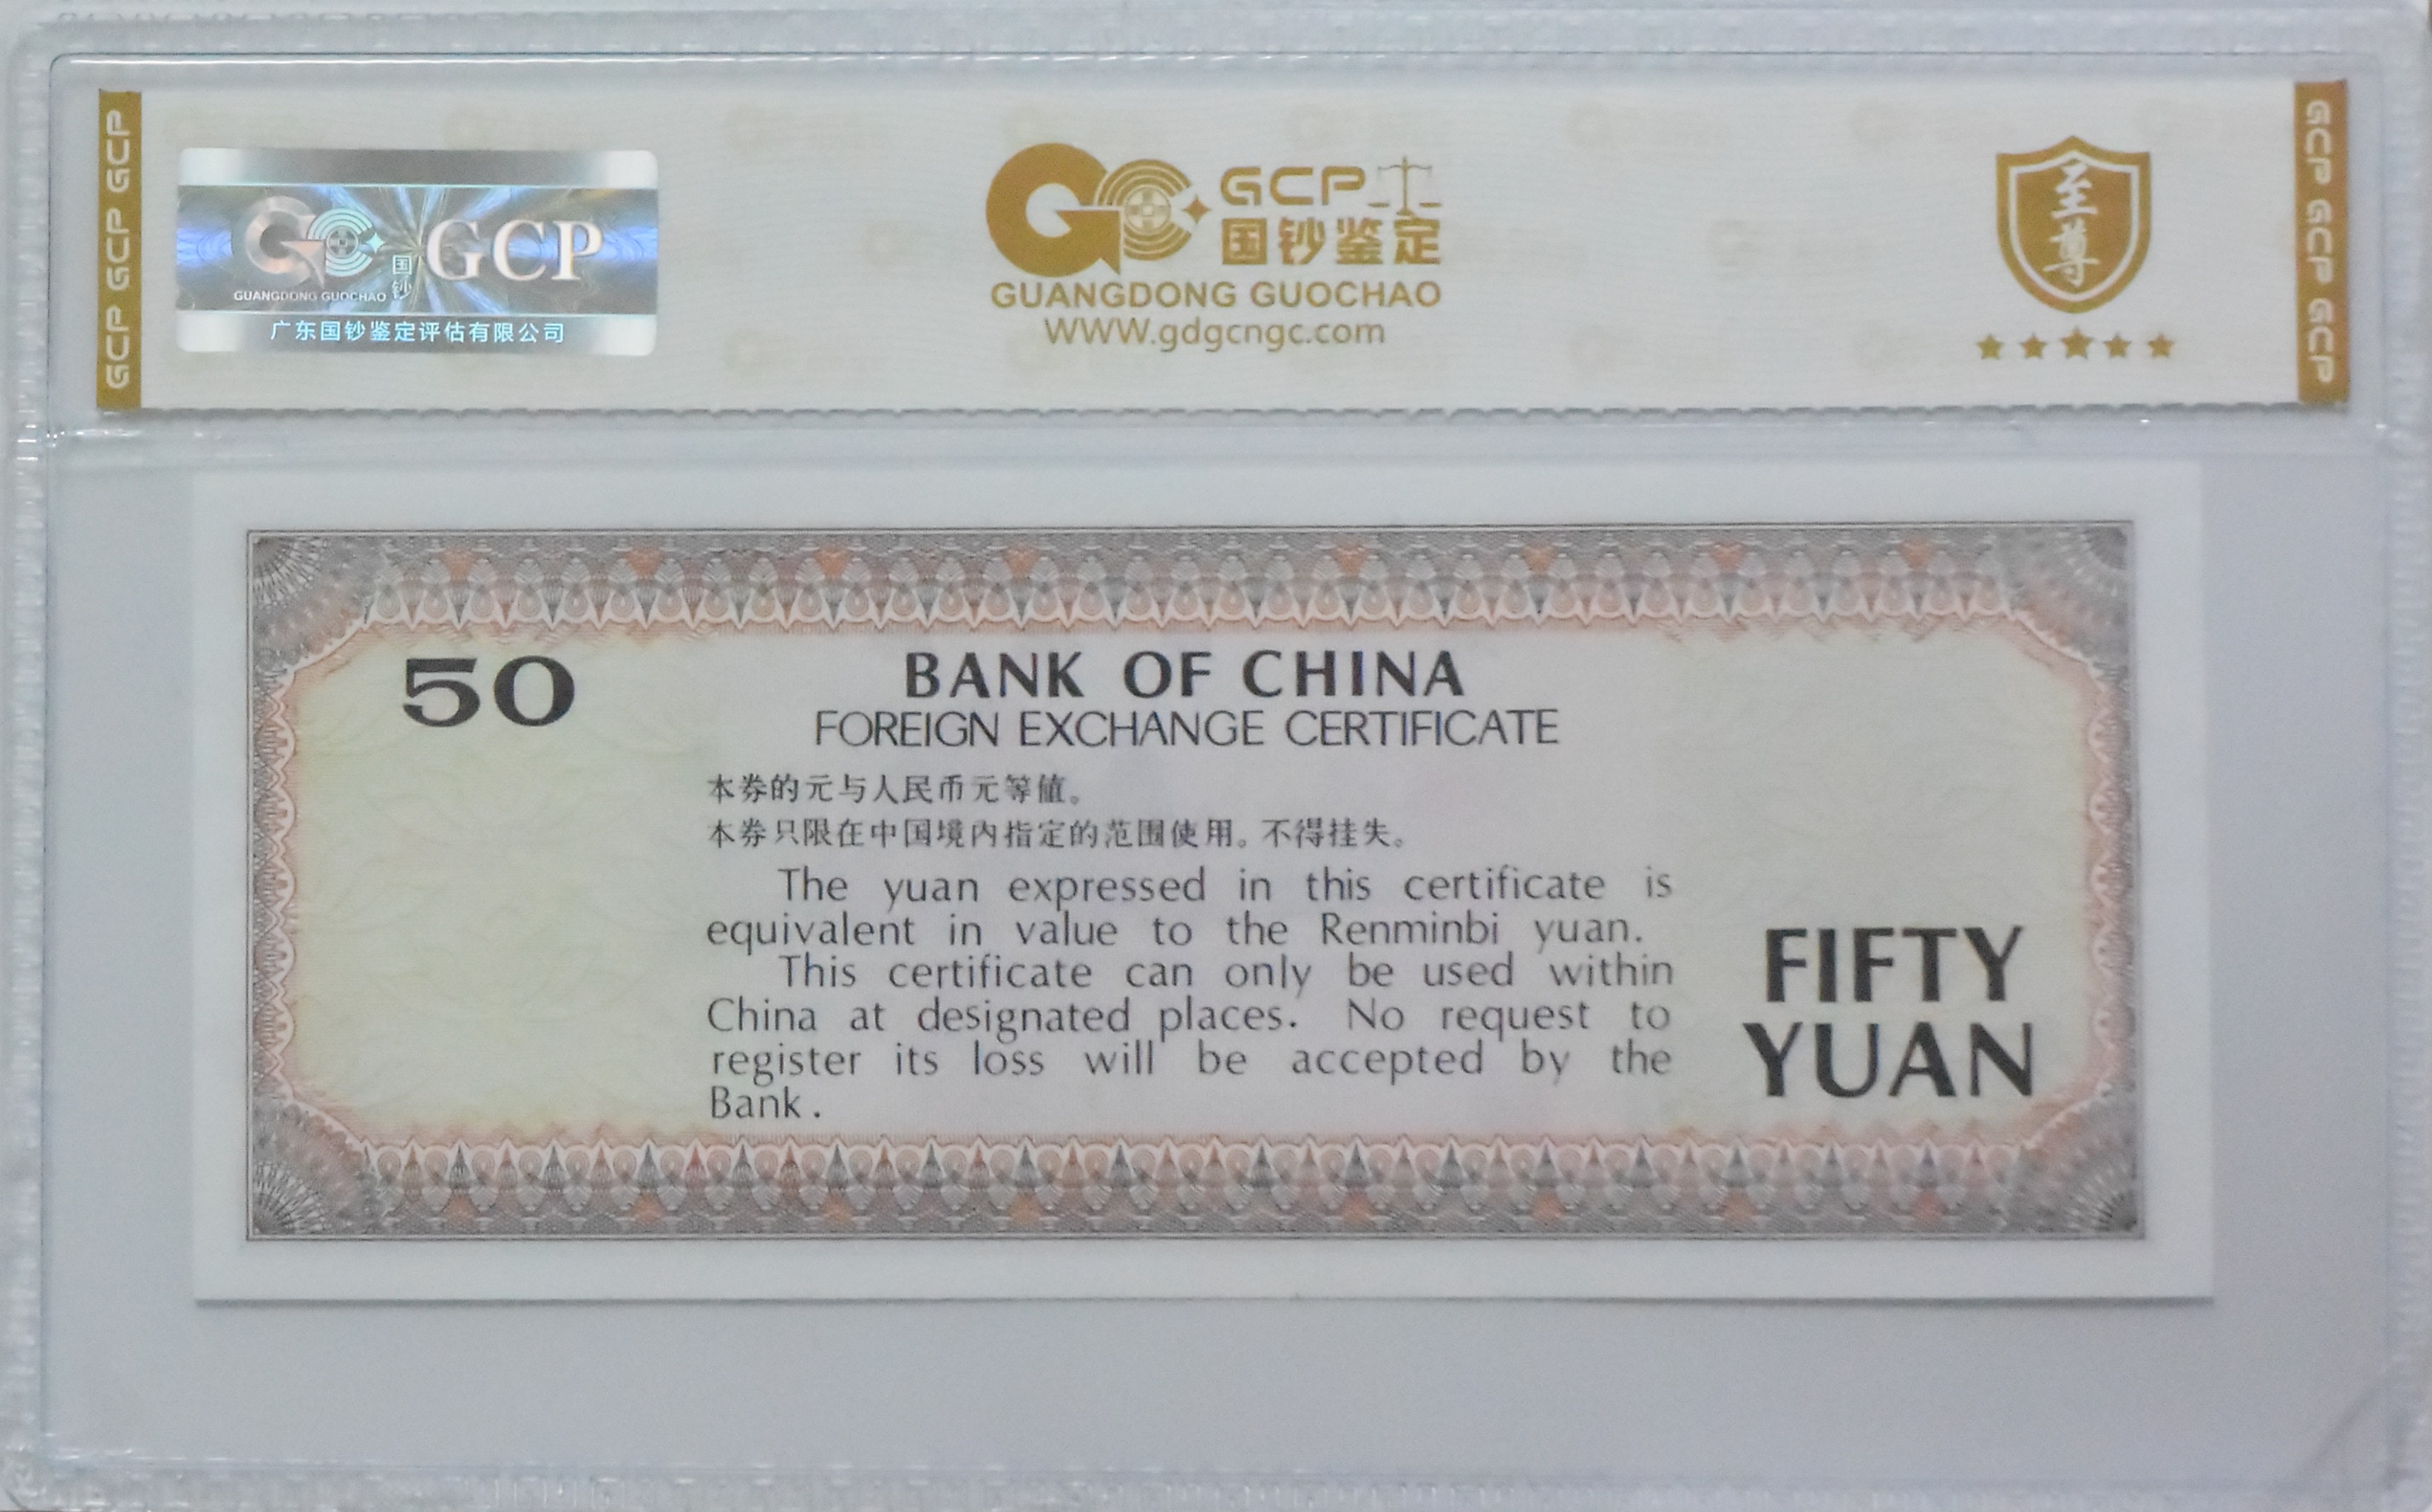 GCP GCP GCP
GC GCP
国钞
GUANGDONG GUOCHAO
广东国钞鉴定评估有限公司
GC GCP
国钞鉴定
GUANGDONG GUOCHAO
WWW.gdgcngc.com
至尊
GCP GCP GCP
50
BANK OF CHINA
FOREIGN EXCHANGE CERTIFICATE
本券的元与人民币元等值。
本券只限在中国境内指定的范围使用。不得挂失。
The yuan expressed in this certificate is
equivalent in value to the Renminbi yuan.
This certificate can only be used within
China at designated places. No request to
register its loss will be accepted by the
Bank.
FIFTY
YUAN